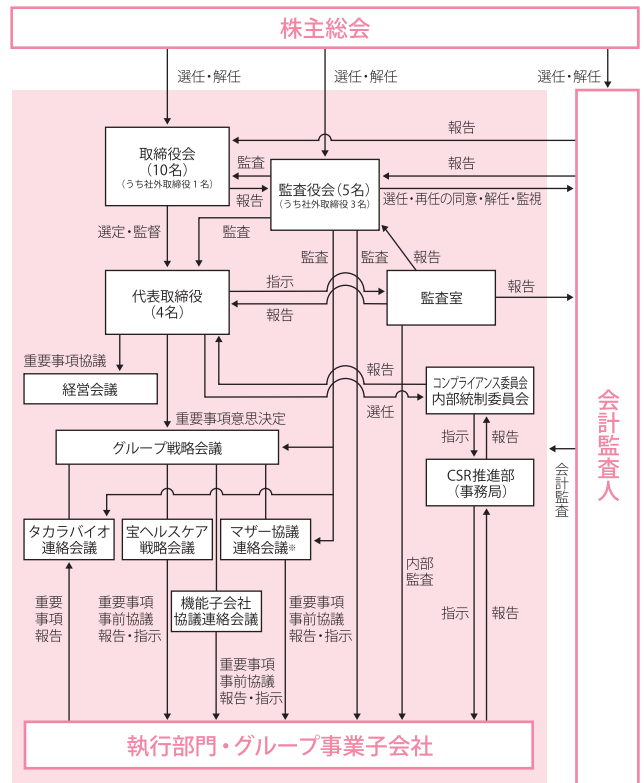 株主総会
選任・解任
選任・解任
選任・解任
報告
取締役会
(10名)
(うち社外取締役1名)
監査
報告
監査役会(5名)
(うち社外取締役3名)
報告
選任・再任の同意・解任・監視
選定・監督
監査
監査
監査
報告
代表取締役
(4名)
指示
報告
監査室
報告
重要事項協議
経営会議
報告
選任
コンプライアンス委員会
内部統制委員会
重要事項意思決定
グループ戦略会議
指示
報告
会計監査人
会計監査
CSR推進部
(事務局)
タカラバイオ
連絡会議
宝ヘルスケア
戦略会議
マザー協議
連絡会議※
内部
監査
機能子会社
協議連絡会議
重要
事項
報告
重要事項
事前協議
報告・指示
重要事項
事前協議
報告・指示
指示
報告
重要事項
事前協議
報告・指示
執行部門・グループ事業子会社